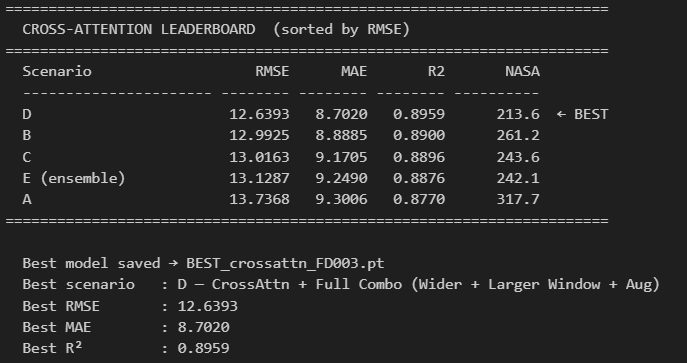 ======================================================================
CROSS-ATTENTION LEADERBOARD  (sorted by RMSE)
======================================================================
Scenario                   RMSE      MAE       R2       NASA
---------------------- -------- -------- -------- ----------
D                       12.6393   8.7020   0.8959      213.6  ← BEST
B                       12.9925   8.8885   0.8900      261.2
C                       13.0163   9.1705   0.8896      243.6
E (ensemble)            13.1287   9.2490   0.8876      242.1
A                       13.7368   9.3006   0.8770      317.7
======================================================================
Best model saved → BEST_crossattn_FD003.pt
Best scenario   : D — CrossAttn + Full Combo (Wider + Larger Window + Aug)
Best RMSE       : 12.6393
Best MAE        : 8.7020
Best R²         : 0.8959